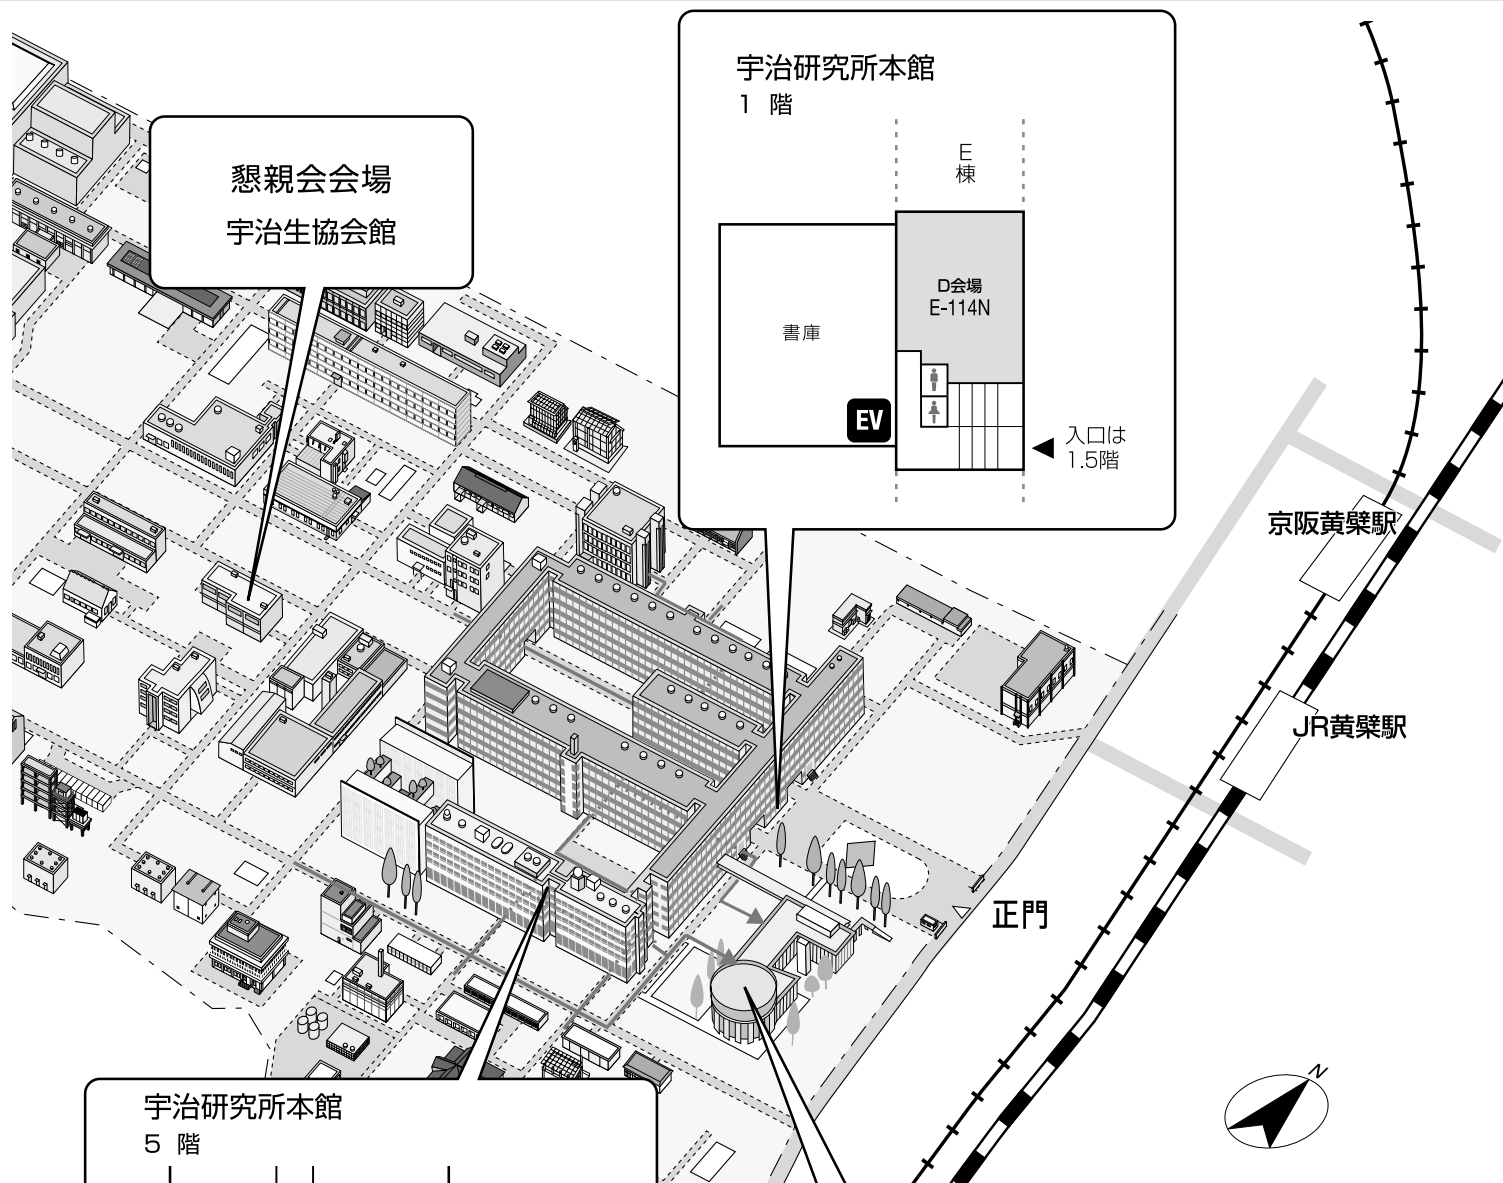 宇治研究所本館
1 階
E
棟
D会場
E-114N
書庫
EV
入口は
1.5階
懇親会会場
宇治生協会館
京阪黄檗駅
JR黄檗駅
正門
N
宇治研究所本館
5 階